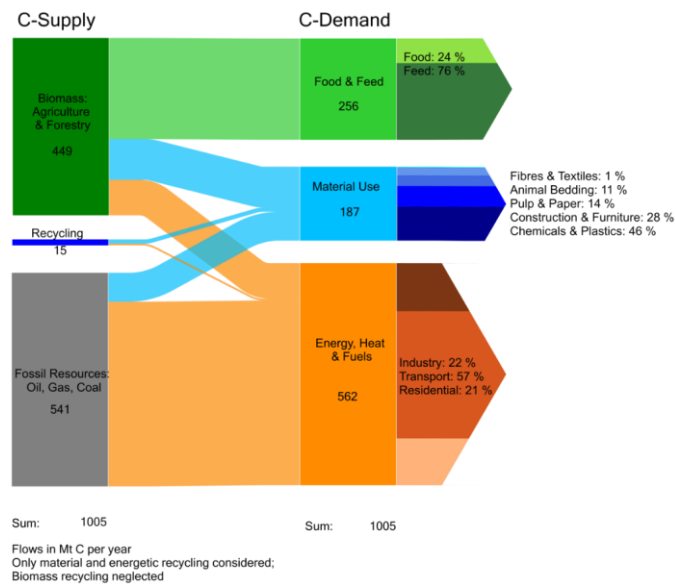 C-Supply
C-Demand
Biomass:
Agriculture
& Forestry
449
Food & Feed
256
Food: 24 %
Feed: 76 %
Recycling
15
Material Use
187
Fibres & Textiles: 1 %
Animal Bedding: 11 %
Pulp & Paper: 14 %
Construction & Furniture: 28 %
Chemicals & Plastics: 46 %
Fossil Resources:
Oil, Gas, Coal
541
Energy, Heat
& Fuels
562
Industry: 22 %
Transport: 57 %
Residential: 21 %
Sum: 1005
Sum: 1005
Flows in Mt C per year
Only material and energetic recycling considered;
Biomass recycling neglected